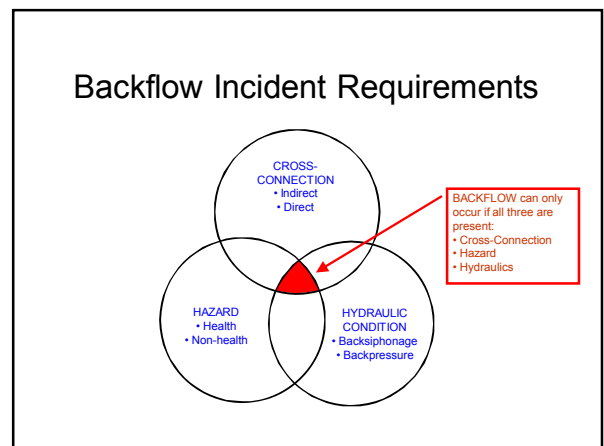 Backflow Incident Requirements
CROSS-
CONNECTION
• Indirect
• Direct
BACKFLOW can only
occur if all three are
present:
• Cross-Connection
• Hazard
• Hydraulics
HAZARD
• Health
• Non-health
HYDRAULIC
CONDITION
• Backsiphonage
• Backpressure